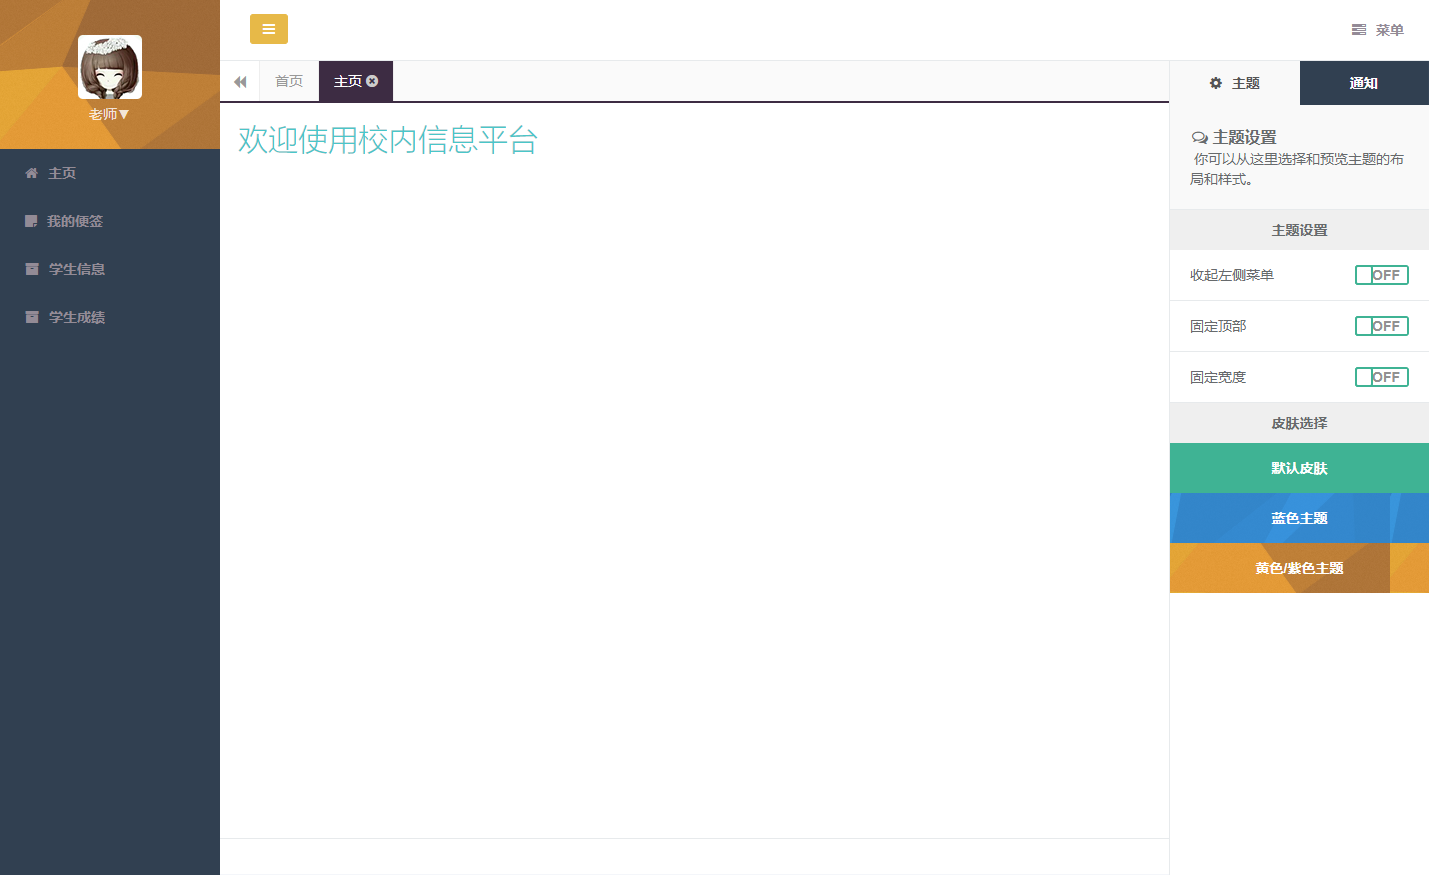 老师▼
主页
我的便签
学生信息
学生成绩
菜单
首页
主页
欢迎使用校内信息平台
主题
通知
主题设置
你可以从这里选择和预览主题的布
局和样式。
主题设置
收起左侧菜单
OFF
固定顶部
OFF
固定宽度
OFF
皮肤选择
默认皮肤
蓝色主题
黄色/紫色主题